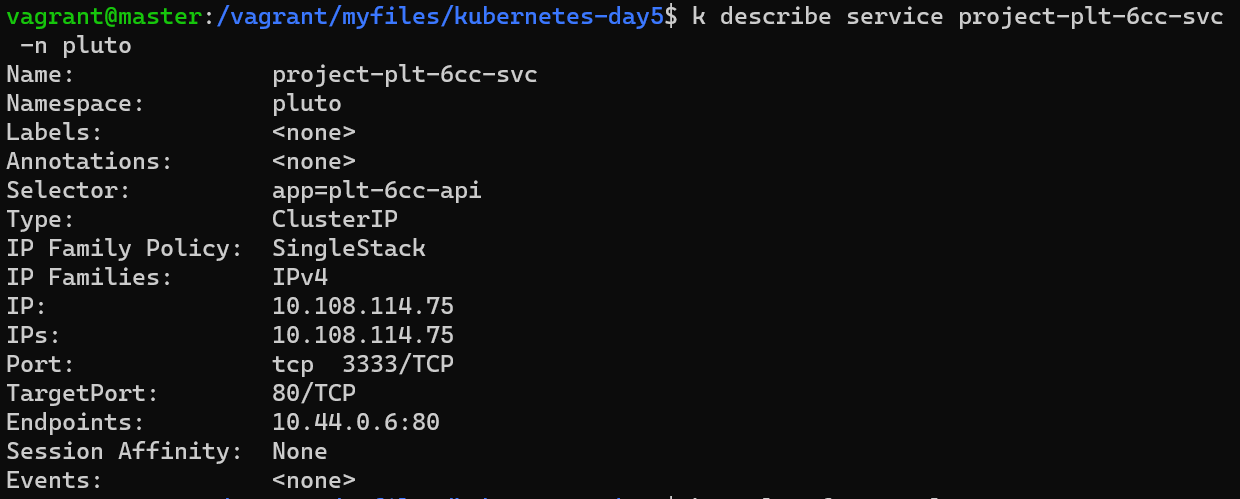 vagrant@master:/vagrant/myfiles/kubernetes-day5$ k describe service project-plt-6cc-svc
 -n pluto
Name:              project-plt-6cc-svc
Namespace:         pluto
Labels:            <none>
Annotations:       <none>
Selector:          app=plt-6cc-api
Type:              ClusterIP
IP Family Policy:  SingleStack
IP Families:       IPv4
IP:                10.108.114.75
IPs:               10.108.114.75
Port:              tcp  3333/TCP
TargetPort:        80/TCP
Endpoints:         10.44.0.6:80
Session Affinity:  None
Events:            <none>